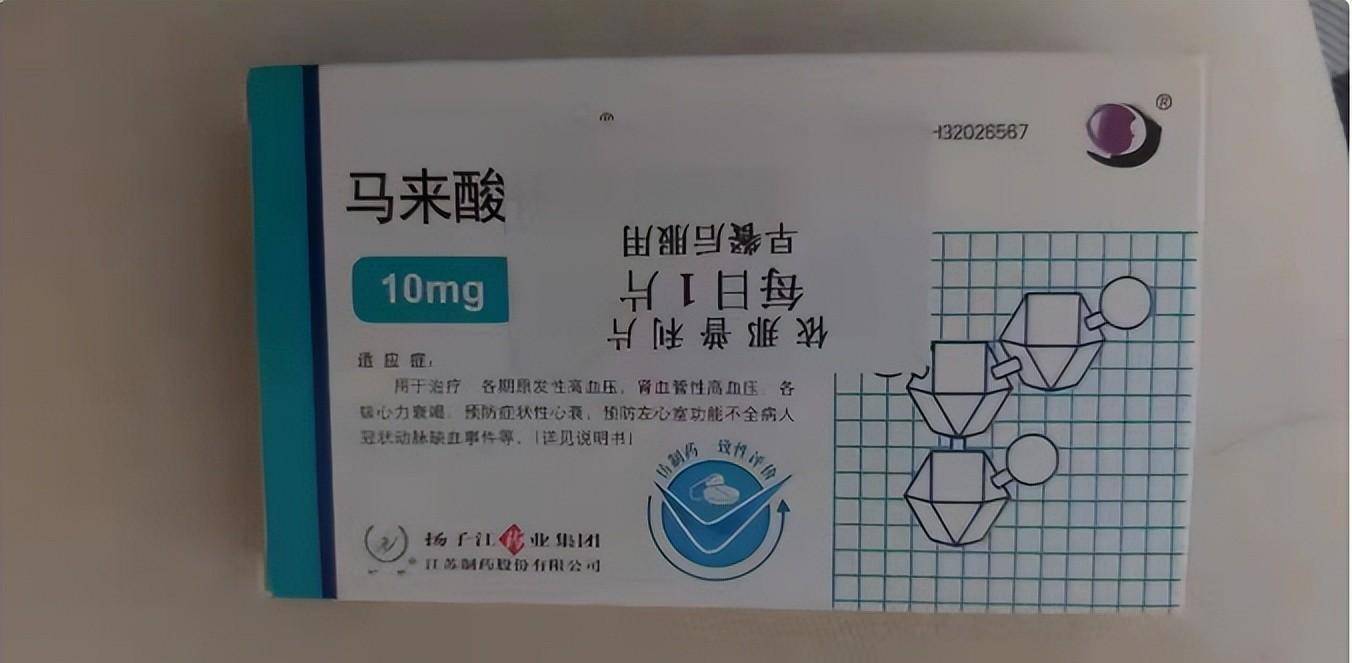 ®
H32026567
®
马来酸
10mg
依那普利片
每日1片
早餐后服用
适应症:
用于治疗 各期原发性高血压, 肾血管性高血压 各
级心力衰竭, 预防症状性心衰, 预防左心室功能不全病人
冠状动脉缺血事件等。[详见说明书]
仿制药 一致性评价
扬子江药业集团
江苏制药股份有限公司